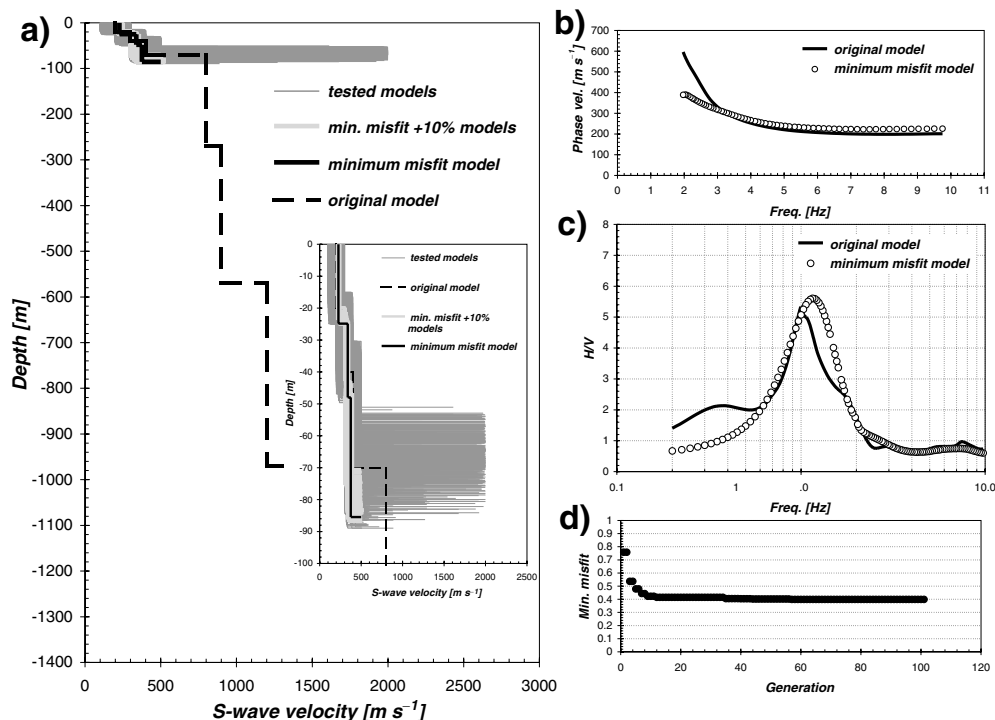 a)
0
-100
-200
-300
-400
-500
-600
-700
-800
-900
-1000
-1100
-1200
-1300
-1400
Depth [m]
0 500 1000 1500 2000 2500 3000
S-wave velocity [m s⁻¹]
tested models
min. misfit +10% models
minimum misfit model
original model
0
-10
-20
-30
-40
-50
-60
-70
-80
-90
-100
Depth [m]
0 500 1000 1500 2000 2500
S-wave velocity [m s⁻¹]
tested models
original model
min. misfit +10%
models
minimum misfit model
b)
700
600
500
400
300
200
100
0
Phase vel. [m s⁻¹]
0 1 2 3 4 5 6 7 8 9 10 11
Freq. [Hz]
original model
minimum misfit model
c)
8
7
6
5
4
3
2
1
0
H/V
0.1 1 .0 10.0
Freq. [Hz]
original model
minimum misfit model
d)
1
0.9
0.8
0.7
0.6
0.5
0.4
0.3
0.2
0.1
0
Min. misfit
0 20 40 60 80 100 120
Generation